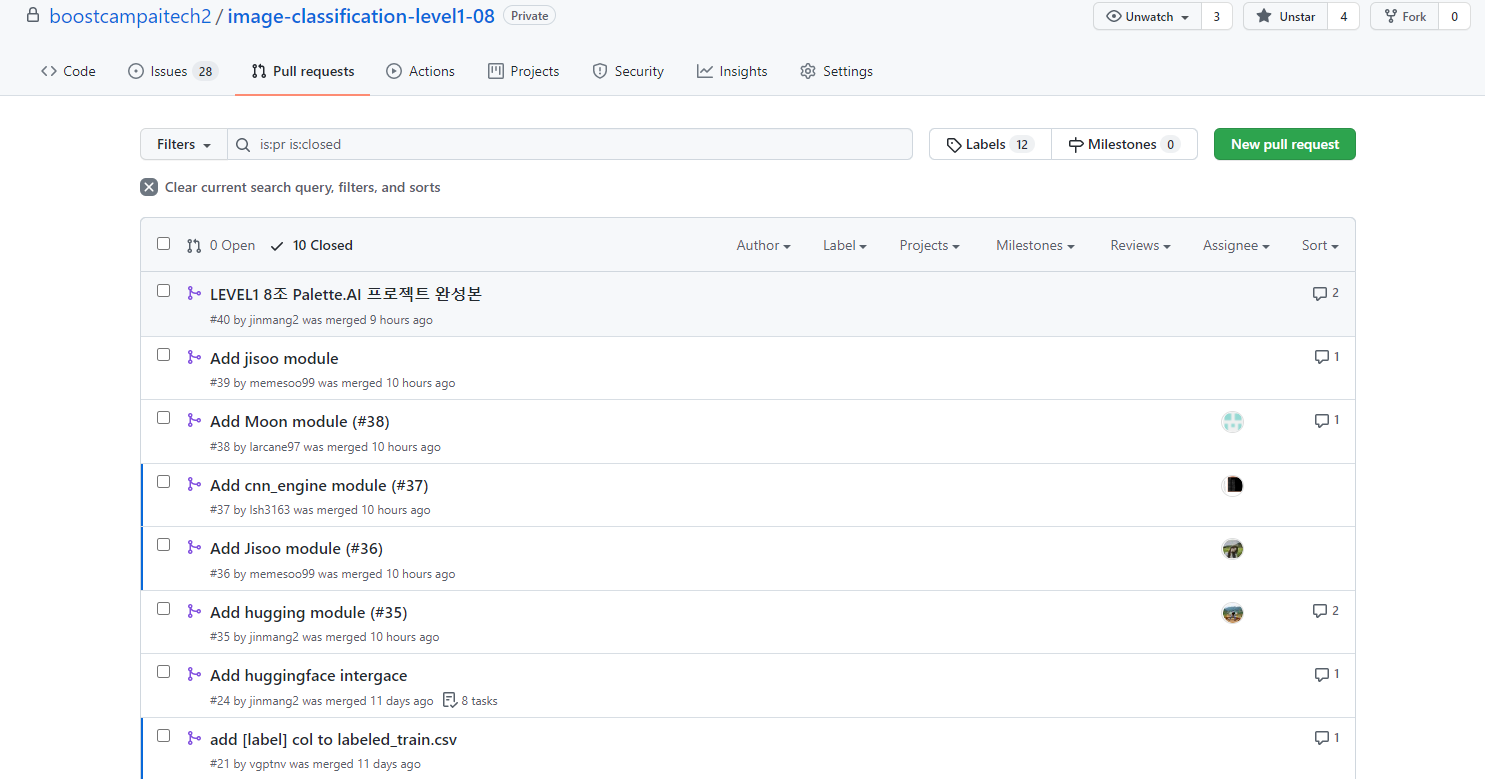 boostcampaitech2 / image-classification-level1-08 Private
Unwatch 3 Unstar 4 Fork 0
Code Issues 28 Pull requests Actions Projects Security Insights Settings
Filters is:pr is:closed Labels 12 Milestones 0 New pull request
Clear current search query, filters, and sorts
0 Open 10 Closed Author Label Projects Milestones Reviews Assignee Sort
LEVEL1 8조 Palette.AI 프로젝트 완성본 2
#40 by jinmang2 was merged 9 hours ago
Add jisoo module 1
#39 by memesoo99 was merged 10 hours ago
Add Moon module (#38) 1
#38 by larcane97 was merged 10 hours ago
Add cnn_engine module (#37)
#37 by lsh3163 was merged 10 hours ago
Add Jisoo module (#36)
#36 by memesoo99 was merged 10 hours ago
Add hugging module (#35) 2
#35 by jinmang2 was merged 10 hours ago
Add huggingface intergace 1
#24 by jinmang2 was merged 11 days ago 8 tasks
add [label] col to labeled_train.csv 1
#21 by vgptnv was merged 11 days ago